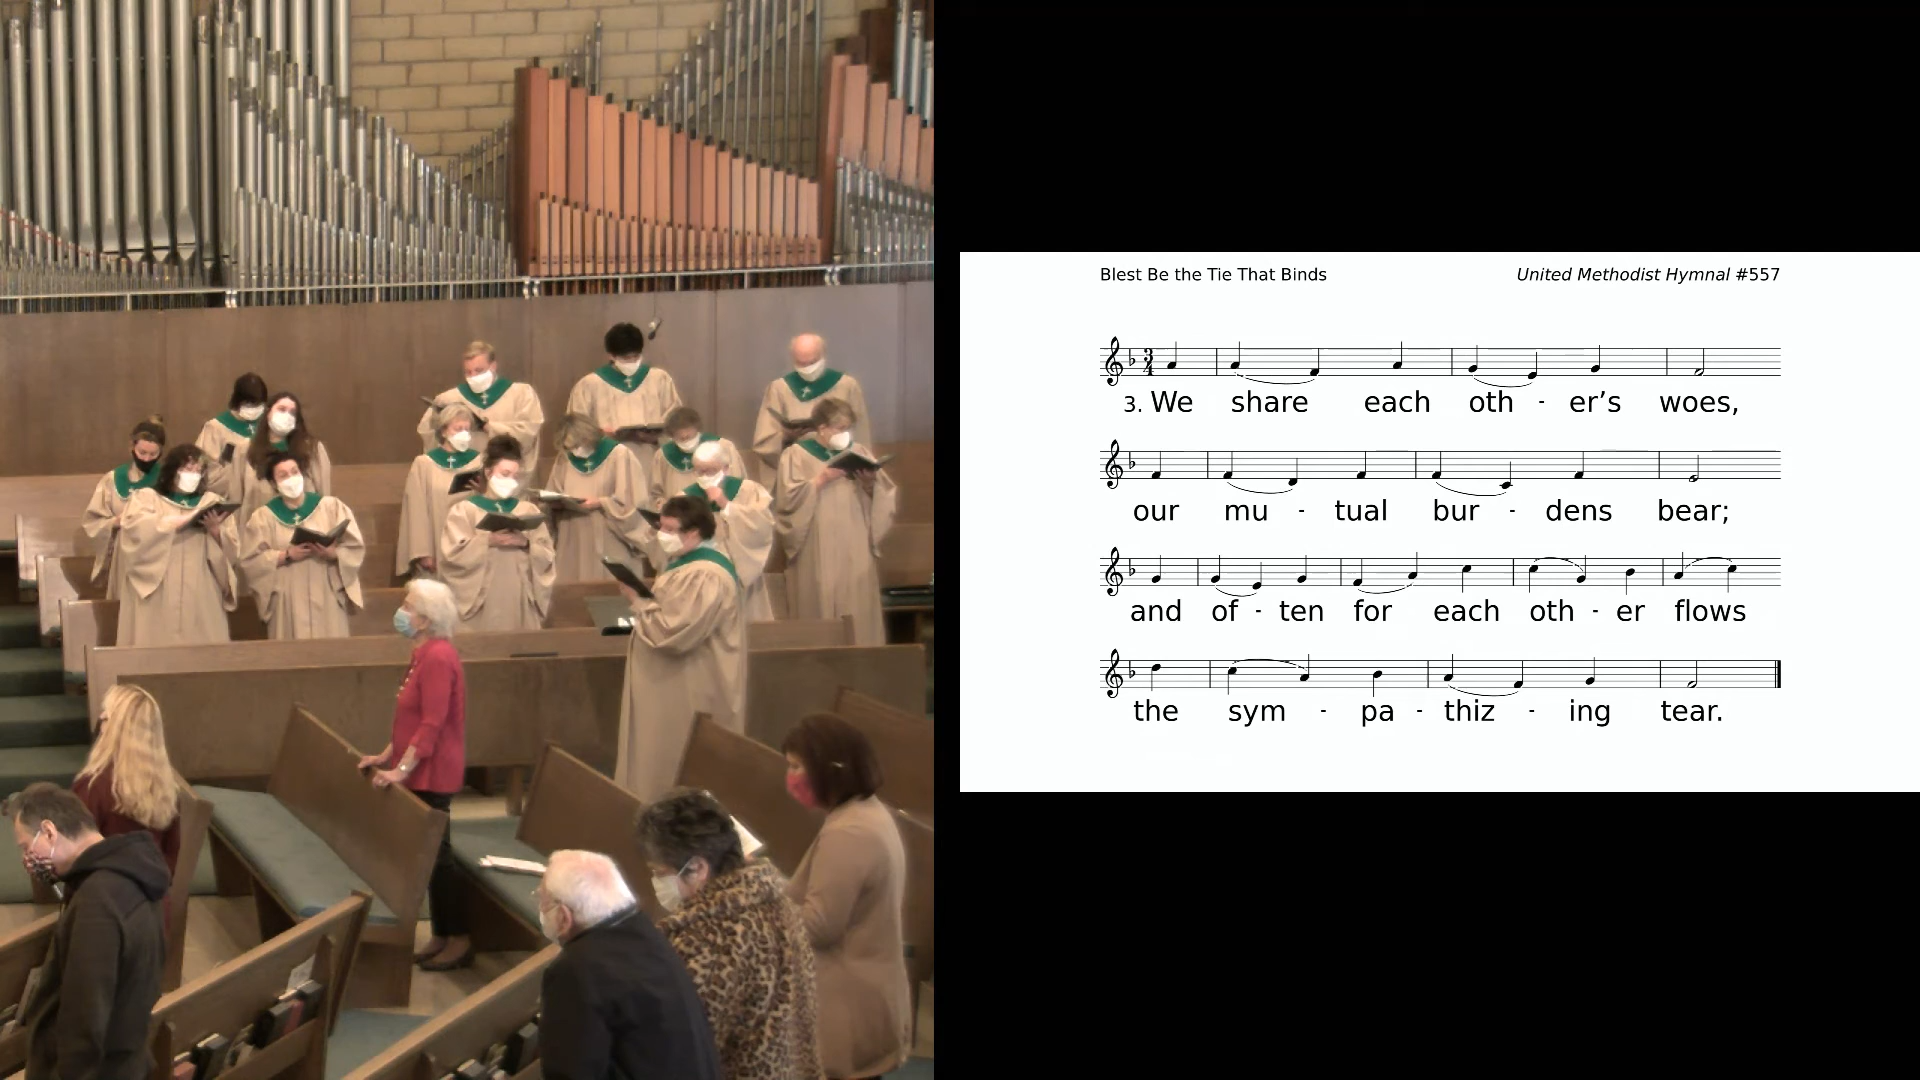 Blest Be the Tie That Binds United Methodist Hymnal #557
3. We share each oth - er’s woes,
our mu - tual bur - dens bear;
and of - ten for each oth - er flows
the sym - pa - thiz - ing tear.